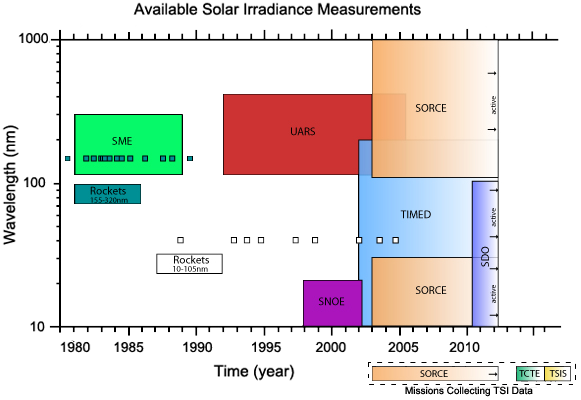 Available Solar Irradiance Measurements
1000
100
10
Wavelength (nm)
SME
Rockets
155-320nm
UARS
SORCE
active
TIMED
active
SDO
Rockets
10-105nm
SNOE
SORCE
active
1980
1985
1990
1995
2000
2005
2010
Time (year)
SORCE
TCTE
TSIS
Missions Collecting TSI Data